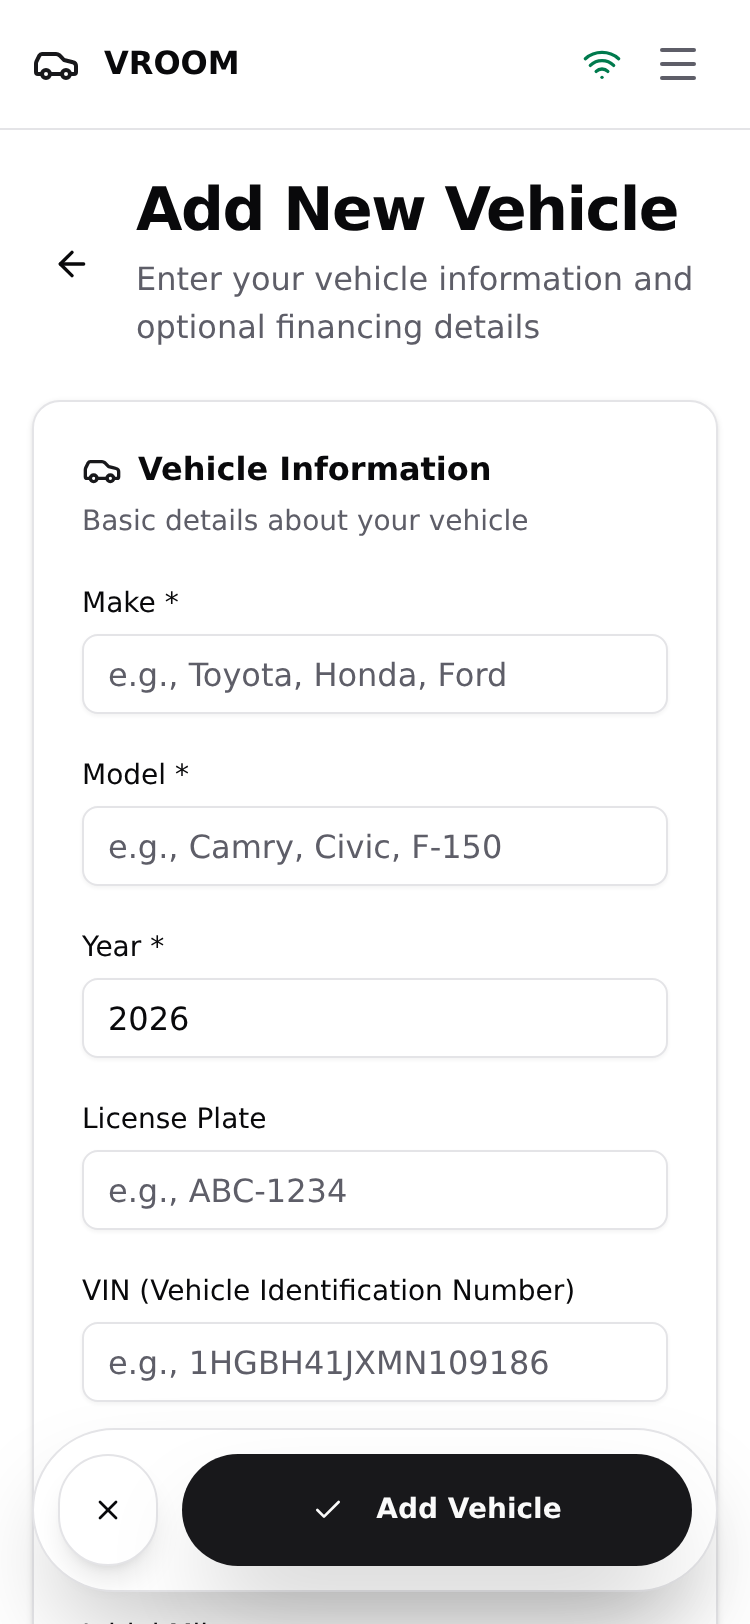 VROOM
Add New Vehicle
Enter your vehicle information and
optional financing details
Vehicle Information
Basic details about your vehicle
Make *
e.g., Toyota, Honda, Ford
Model *
e.g., Camry, Civic, F-150
Year *
2026
License Plate
e.g., ABC-1234
VIN (Vehicle Identification Number)
e.g., 1HGBH41JXMN109186
Add Vehicle